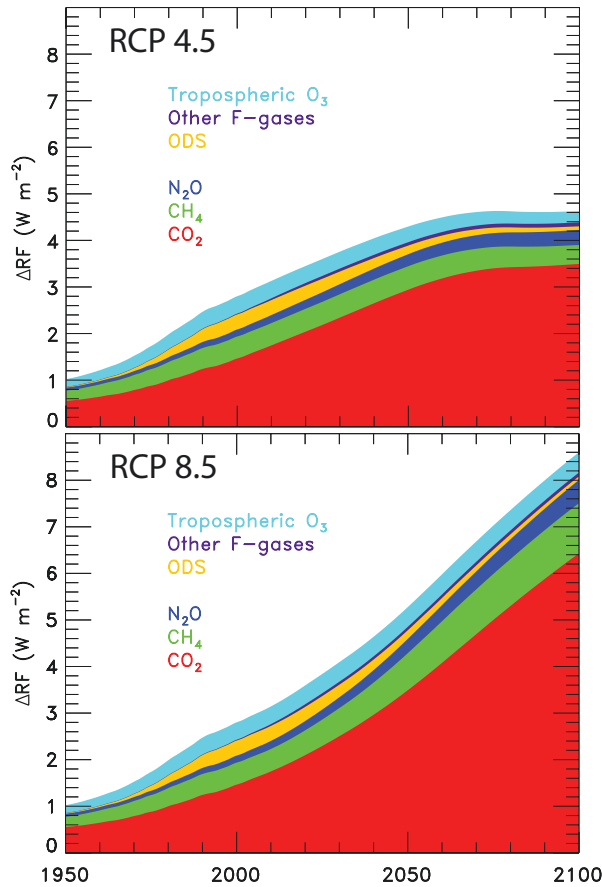 RCP 4.5
8
7
6
5
4
3
2
1
0
ΔRF (W m⁻²)
Tropospheric O₃
Other F-gases
ODS
N₂O
CH₄
CO₂
RCP 8.5
8
7
6
5
4
3
2
1
0
ΔRF (W m⁻²)
Tropospheric O₃
Other F-gases
ODS
N₂O
CH₄
CO₂
1950 2000 2050 2100